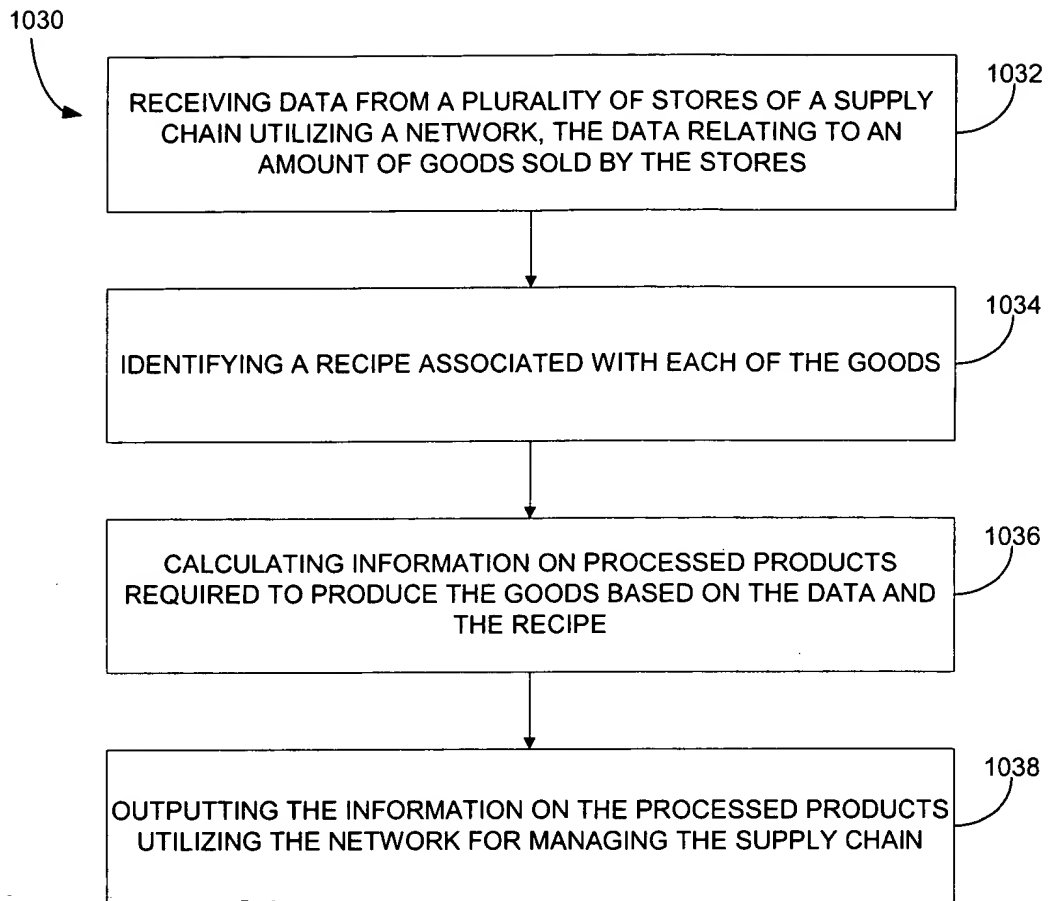 1030
1032
RECEIVING DATA FROM A PLURALITY OF STORES OF A SUPPLY
CHAIN UTILIZING A NETWORK, THE DATA RELATING TO AN
AMOUNT OF GOODS SOLD BY THE STORES
1034
IDENTIFYING A RECIPE ASSOCIATED WITH EACH OF THE GOODS
1036
CALCULATING INFORMATION ON PROCESSED PRODUCTS
REQUIRED TO PRODUCE THE GOODS BASED ON THE DATA AND
THE RECIPE
1038
OUTPUTTING THE INFORMATION ON THE PROCESSED PRODUCTS
UTILIZING THE NETWORK FOR MANAGING THE SUPPLY CHAIN